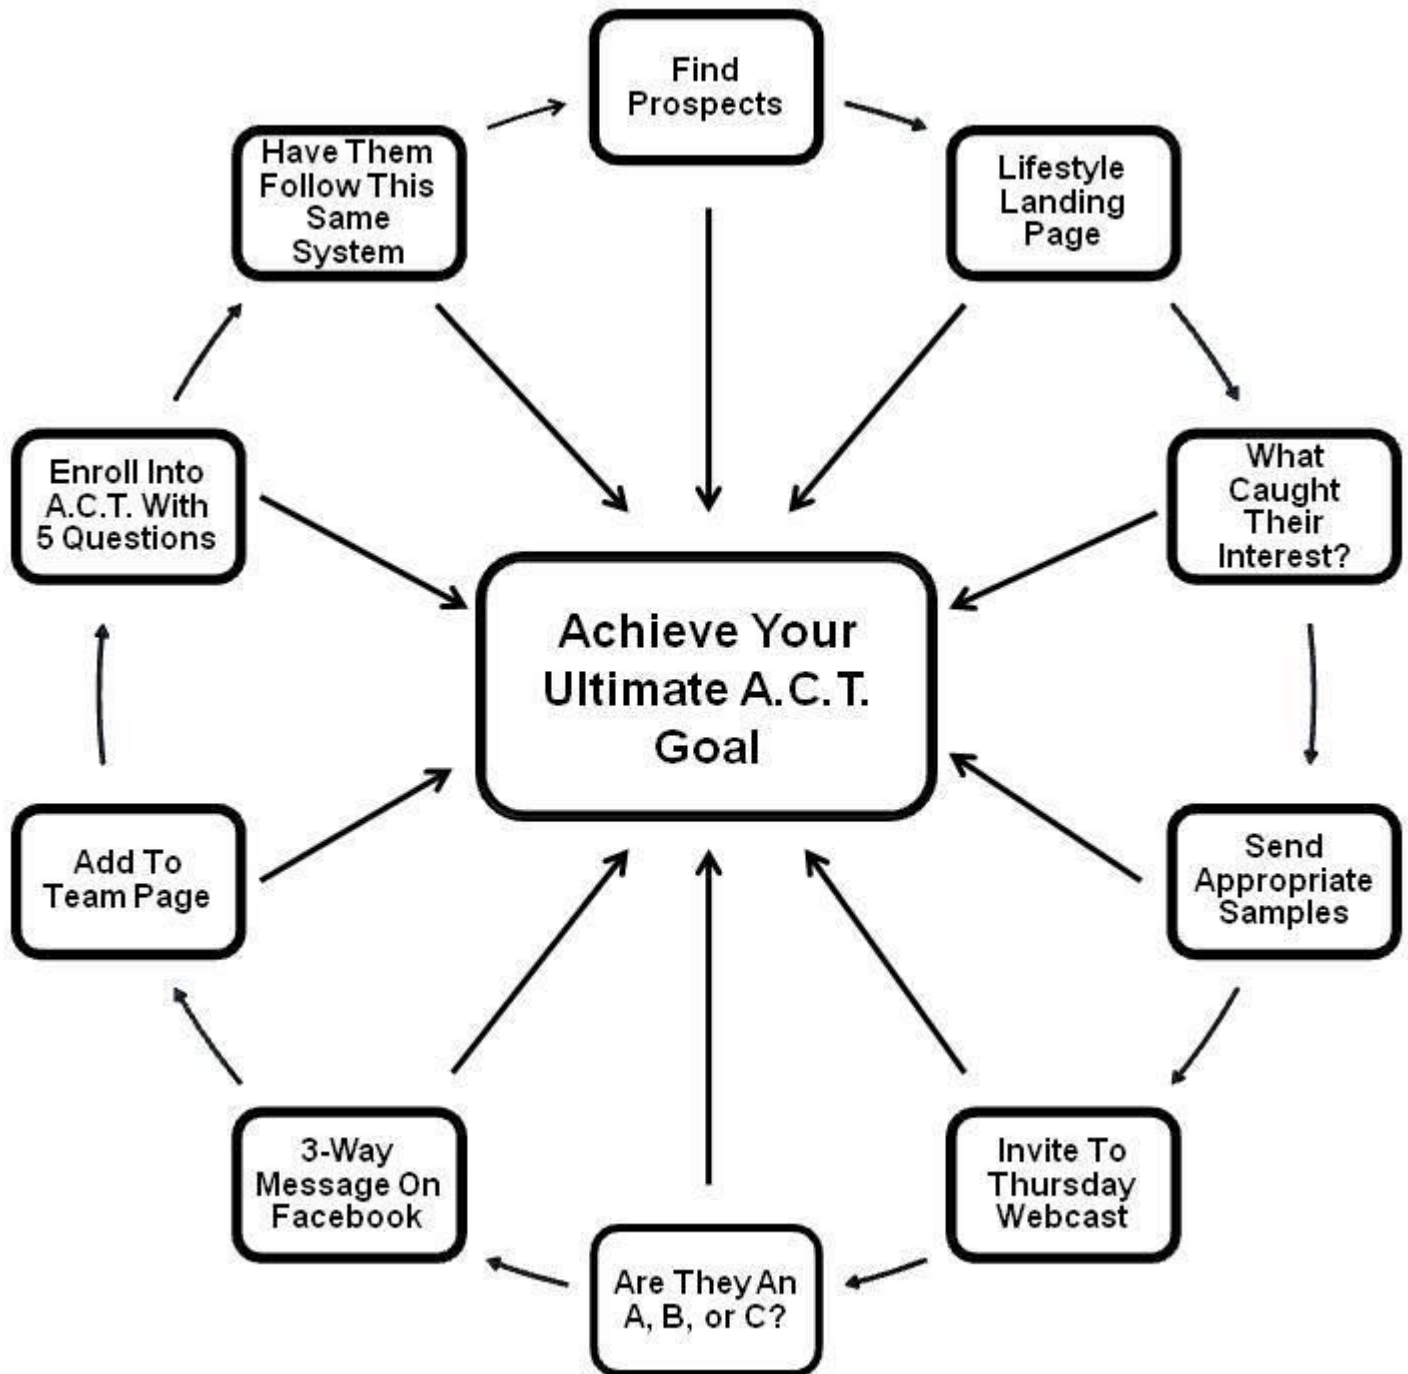 Find
Prospects
Lifestyle
Landing
Page
What
Caught
Their
Interest?
Send
Appropriate
Samples
Invite To
Thursday
Webcast
Are They An
A, B, or C?
3-Way
Message On
Facebook
Add To
Team Page
Enroll Into
A.C.T. With
5 Questions
Have Them
Follow This
Same
System
Achieve Your
Ultimate A.C.T.
Goal